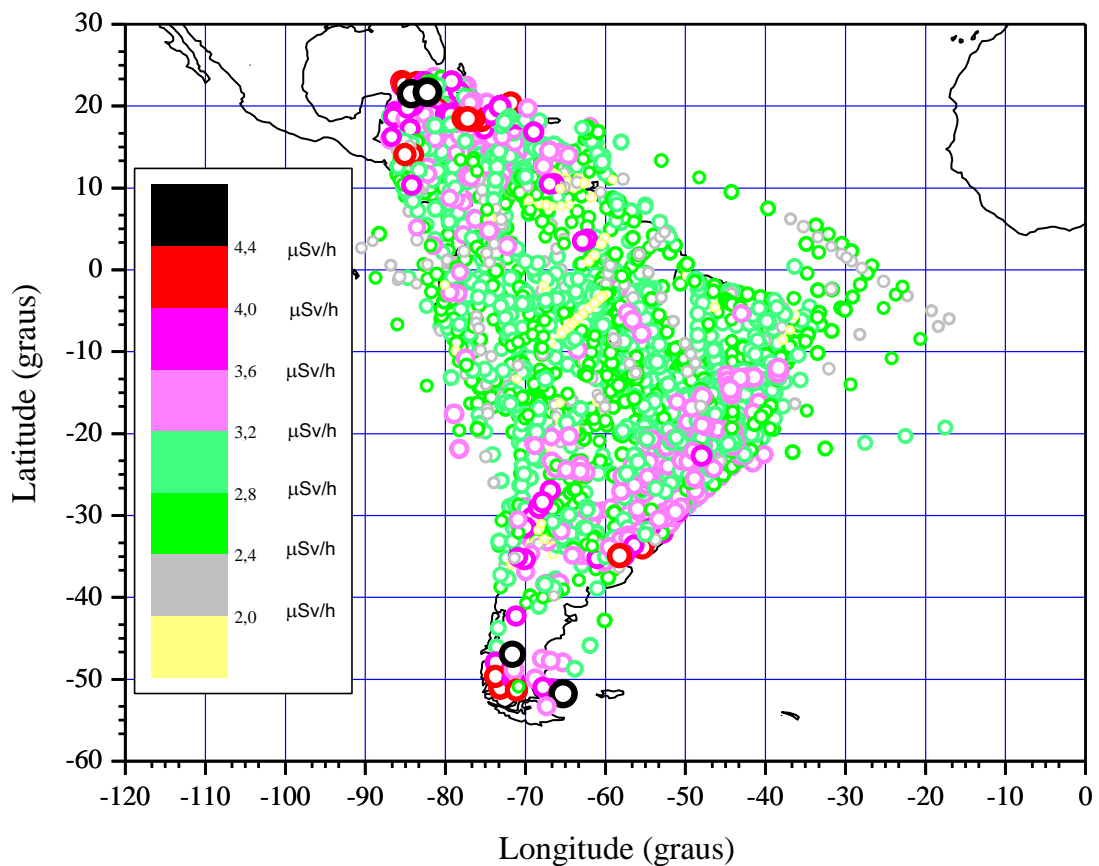 30
20
10
0
-10
-20
-30
-40
-50
-60
Latitude (graus)
4,4 μSv/h
4,0 μSv/h
3,6 μSv/h
3,2 μSv/h
2,8 μSv/h
2,4 μSv/h
2,0 μSv/h
-120 -110 -100 -90 -80 -70 -60 -50 -40 -30 -20 -10 0
Longitude (graus)